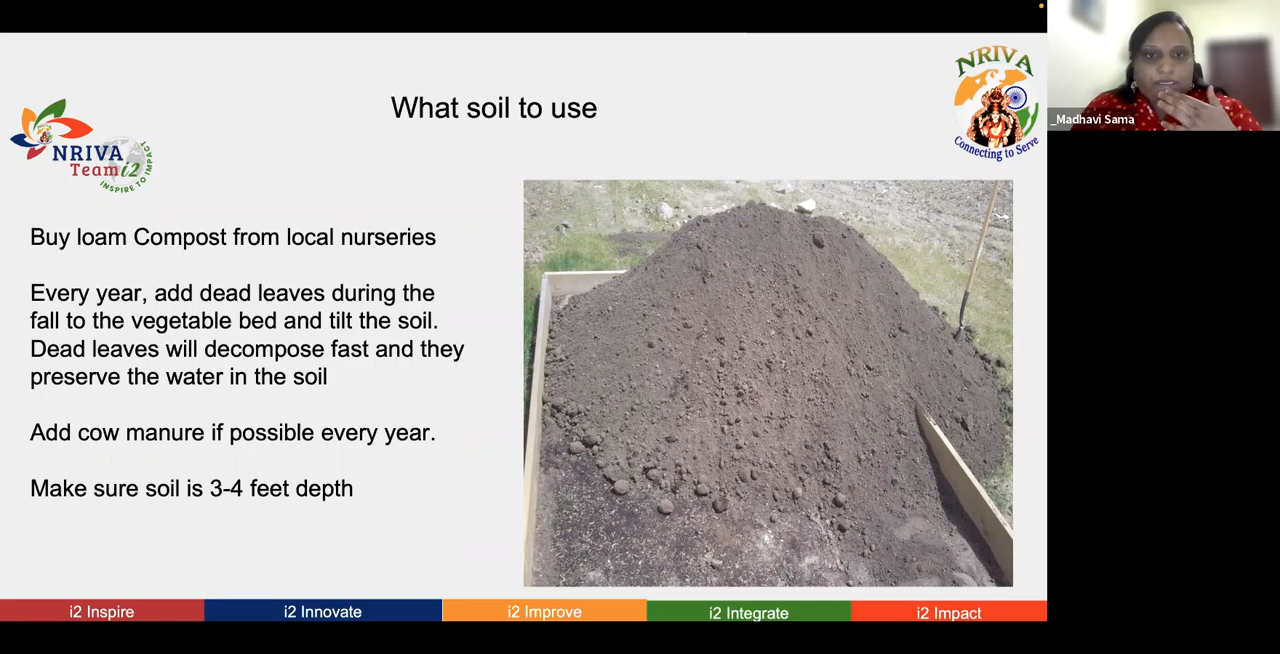 What soil to use
NRIVA
Team i2
INSPIRE TO IMPACT
NRIVA
Connecting to Serve
_Madhavi Sama
Buy loam Compost from local nurseries
Every year, add dead leaves during the
fall to the vegetable bed and tilt the soil.
Dead leaves will decompose fast and they
preserve the water in the soil
Add cow manure if possible every year.
Make sure soil is 3-4 feet depth
i2 Inspire
i2 Innovate
i2 Improve
i2 Integrate
i2 Impact